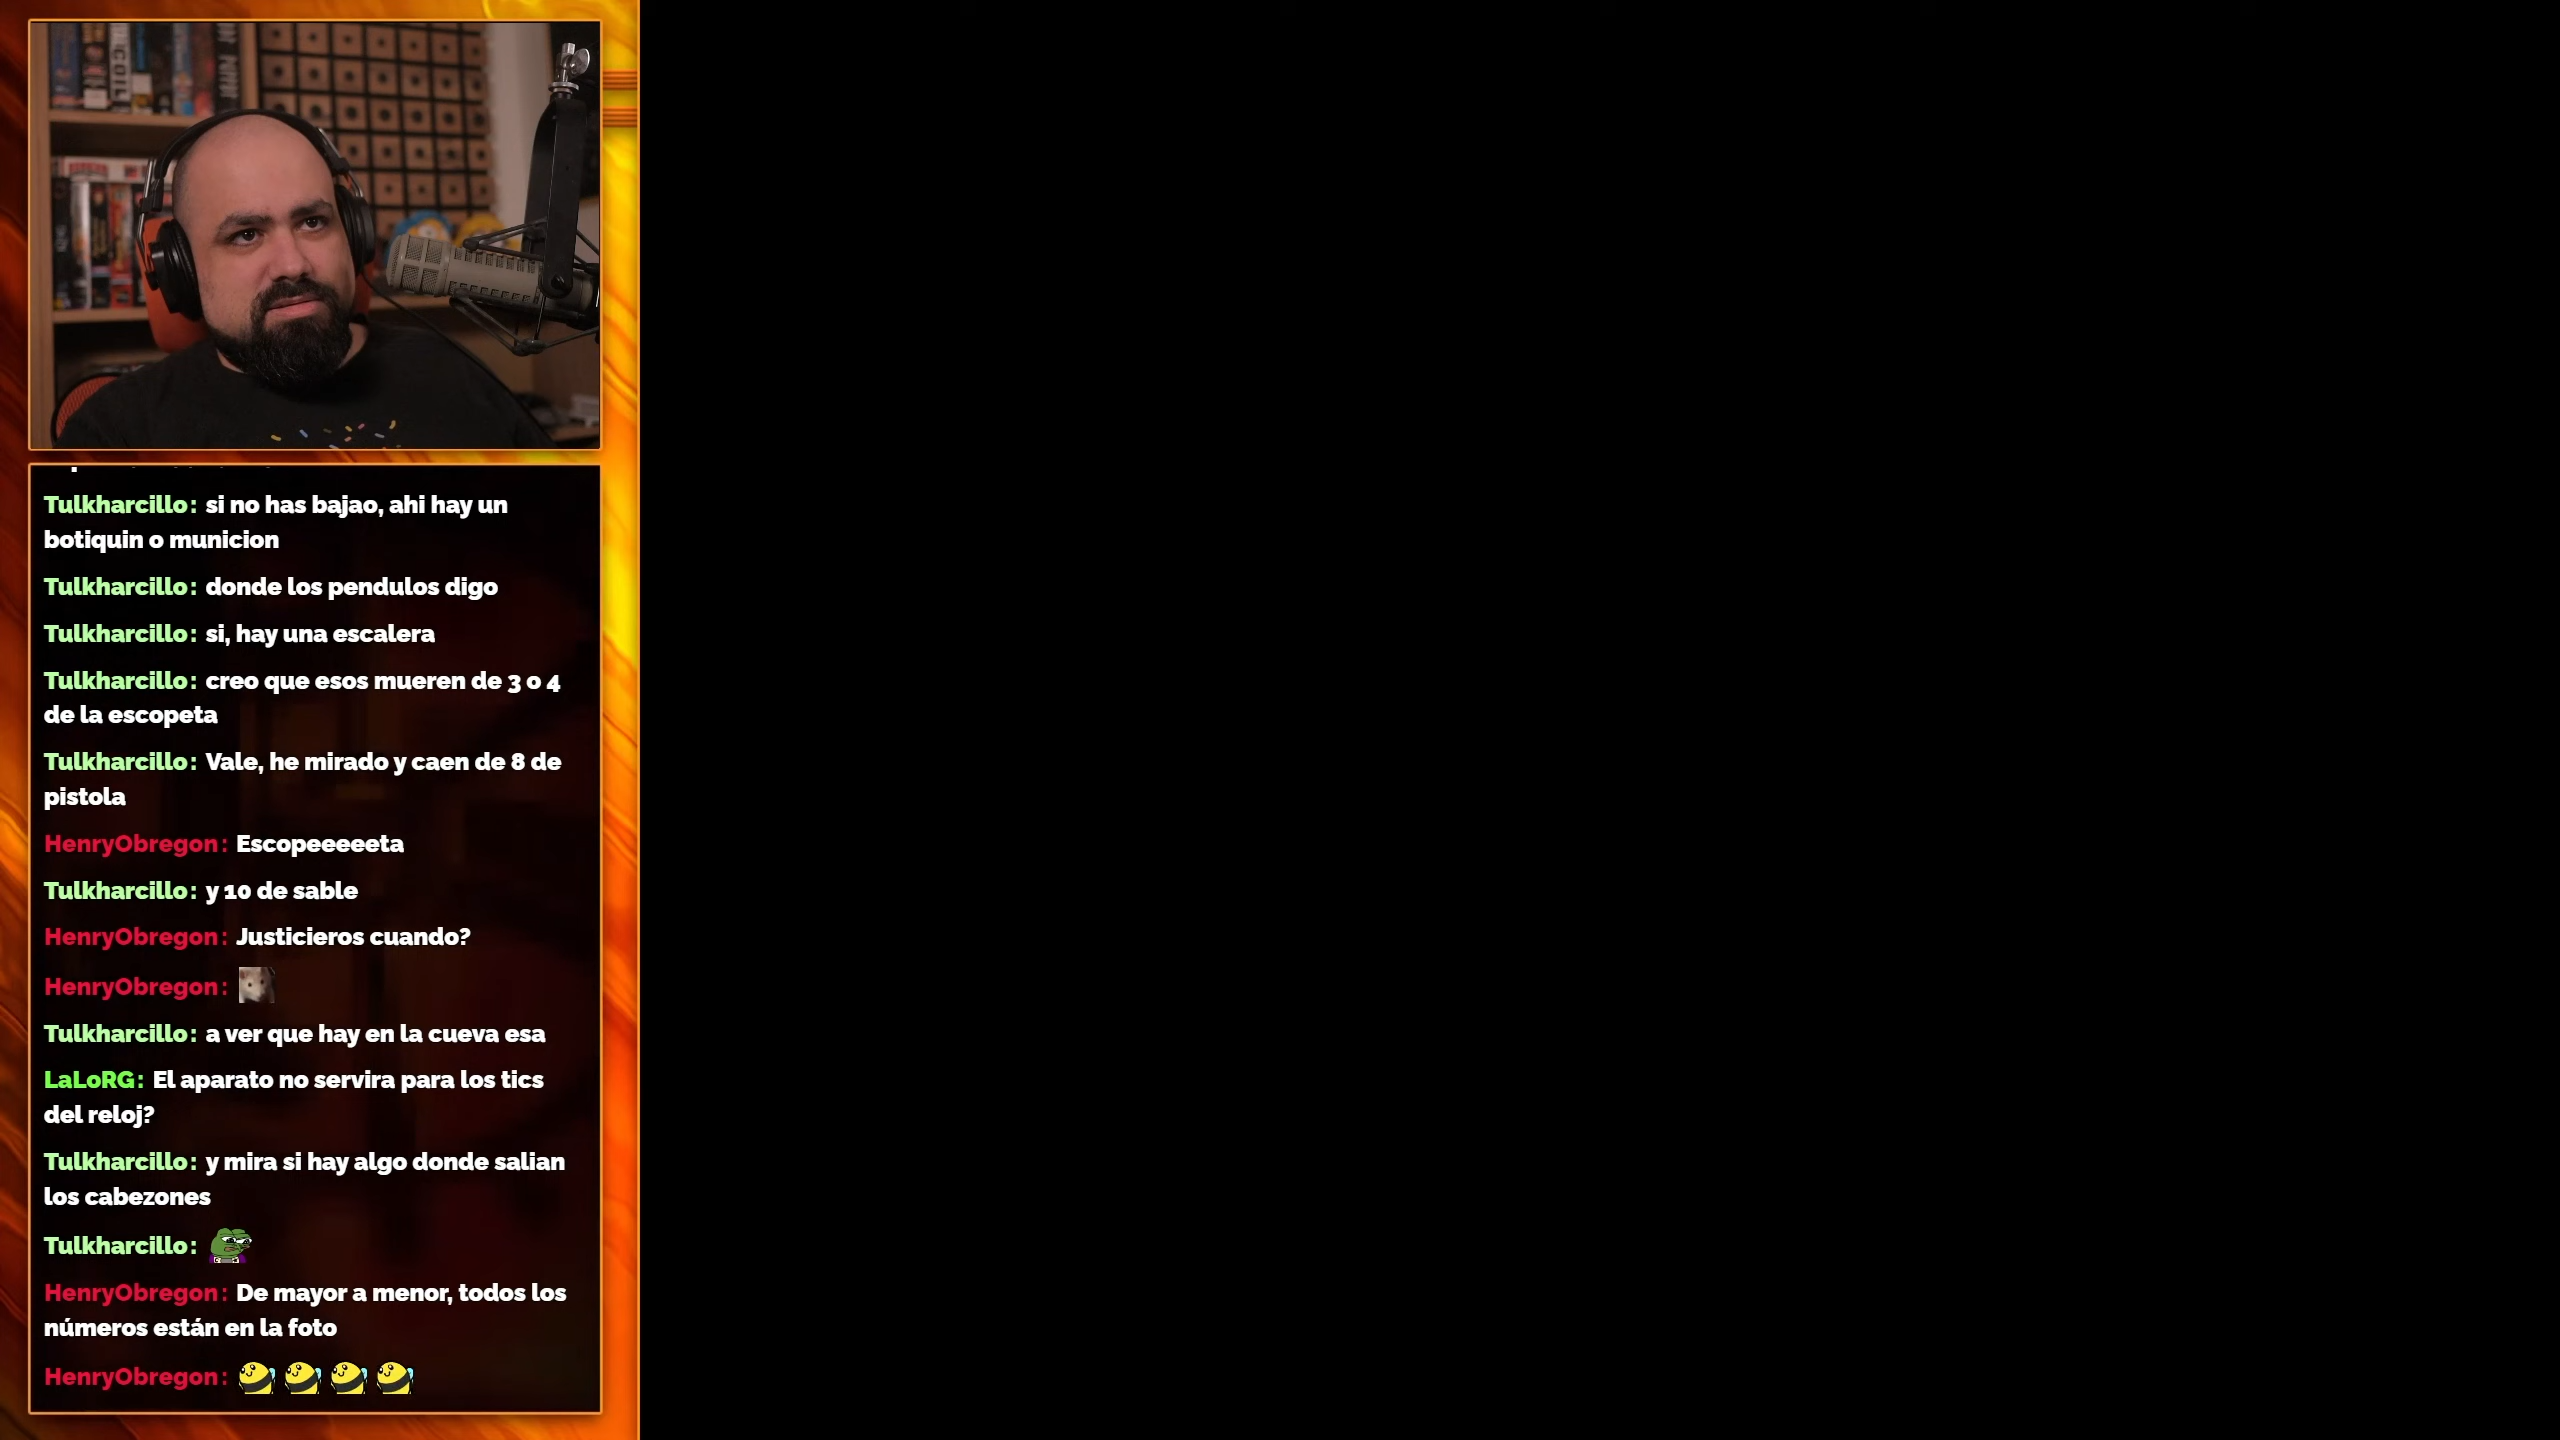 Tulkharcillo: si no has bajao, ahi hay un
botiquin o municion
Tulkharcillo: donde los pendulos digo
Tulkharcillo: si, hay una escalera
Tulkharcillo: creo que esos mueren de 3 o 4
de la escopeta
Tulkharcillo: Vale, he mirado y caen de 8 de
pistola
HenryObregon: Escopeeeeeta
Tulkharcillo: y 10 de sable
HenryObregon: Justicieros cuando?
HenryObregon:
Tulkharcillo: a ver que hay en la cueva esa
LaLoRG: El aparato no servira para los tics
del reloj?
Tulkharcillo: y mira si hay algo donde salian
los cabezones
Tulkharcillo:
HenryObregon: De mayor a menor, todos los
números están en la foto
HenryObregon: